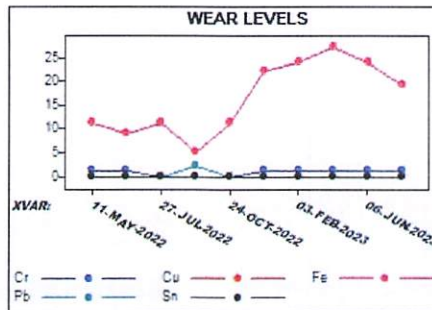 WEAR LEVELS
25
20
15
10
5
0
XVAR: 11-MAY-2022 27-JUL-2022 24-OCT-2022 03-FEB-2023 06-JUN-2023
Cr Cu Fe
Pb Sn